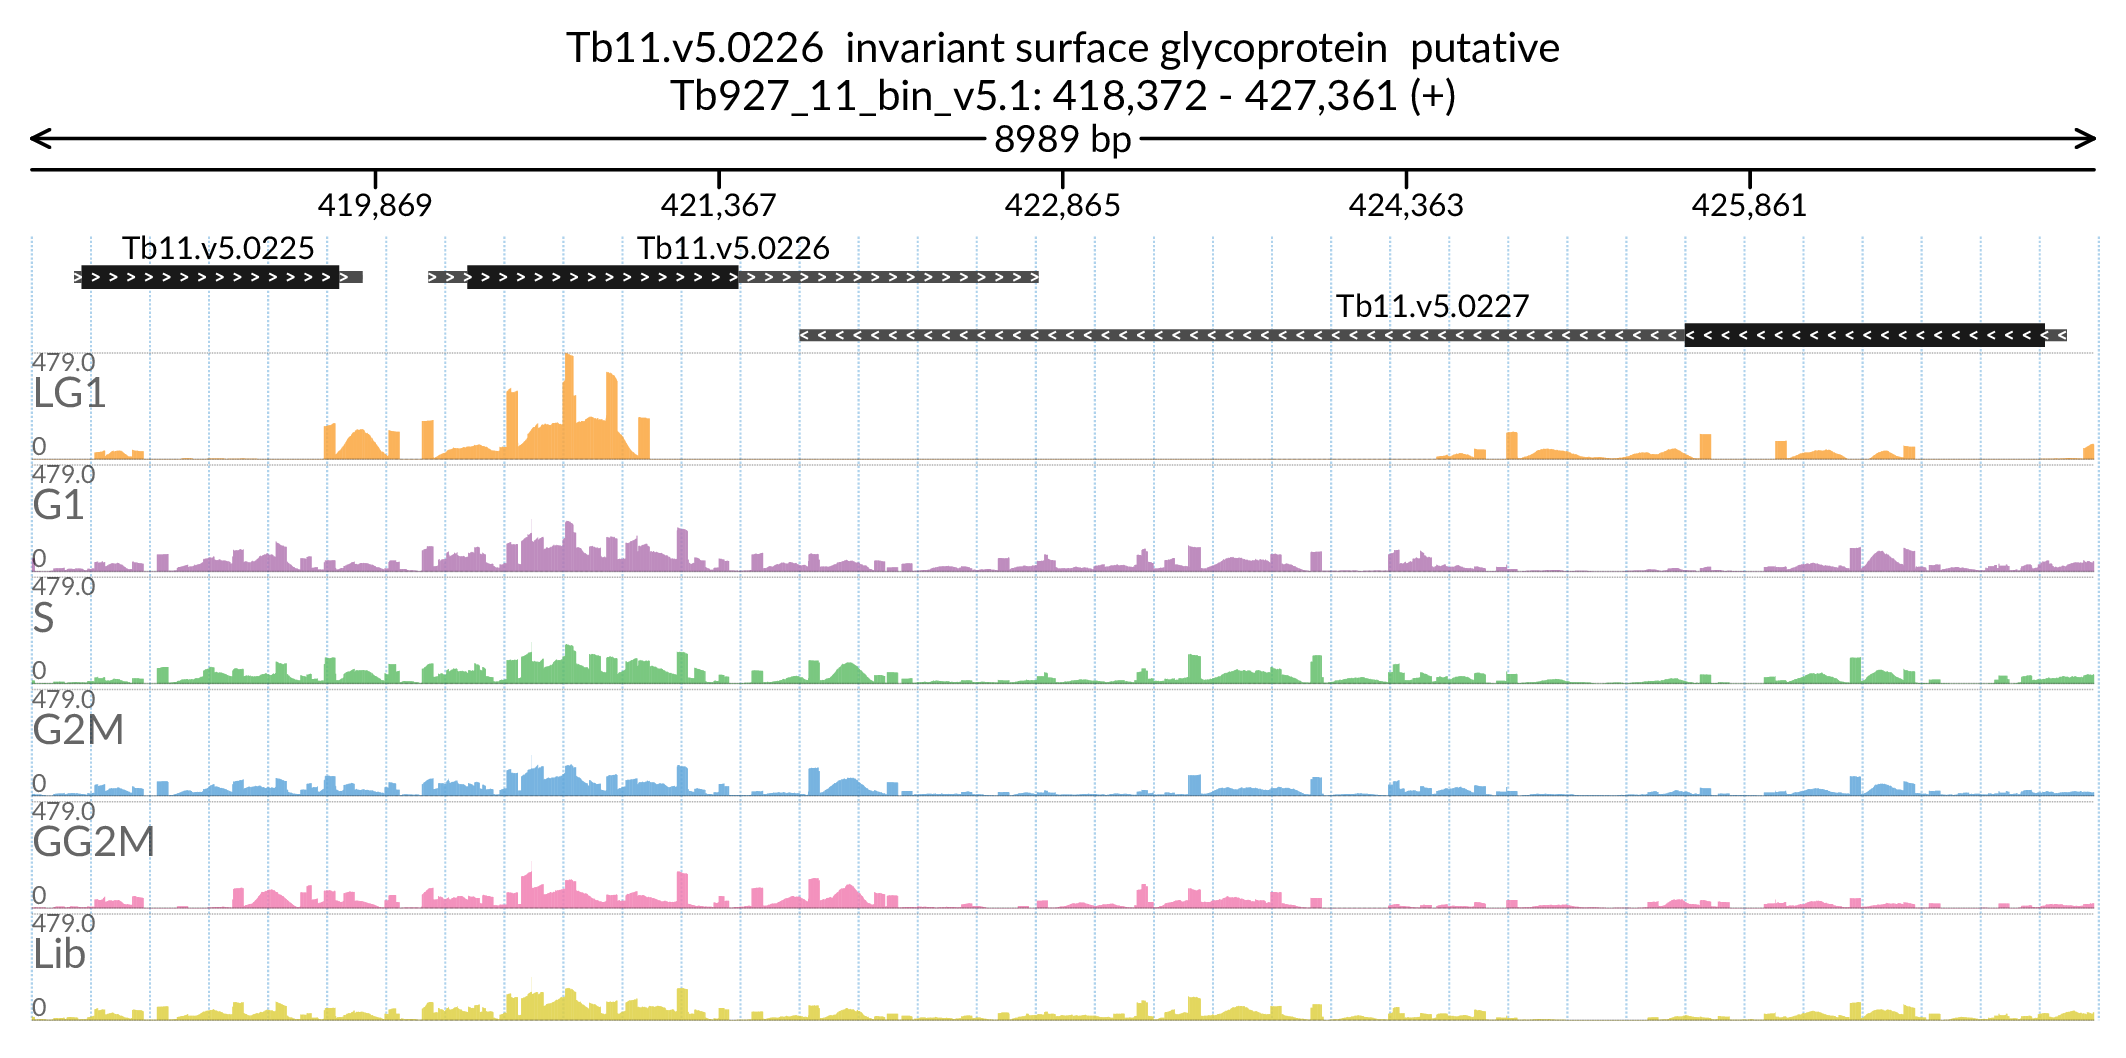 Tb11.v5.0226 invariant surface glycoprotein putative
Tb927_11_bin_v5.1: 418,372 - 427,361 (+)
8989 bp
419,869 421,367 422,865 424,363 425,861
Tb11.v5.0225 Tb11.v5.0226
Tb11.v5.0227
479.0
LG1
0
479.0
G1
0
479.0
S
0
479.0
G2M
0
479.0
GG2M
0
479.0
Lib
0